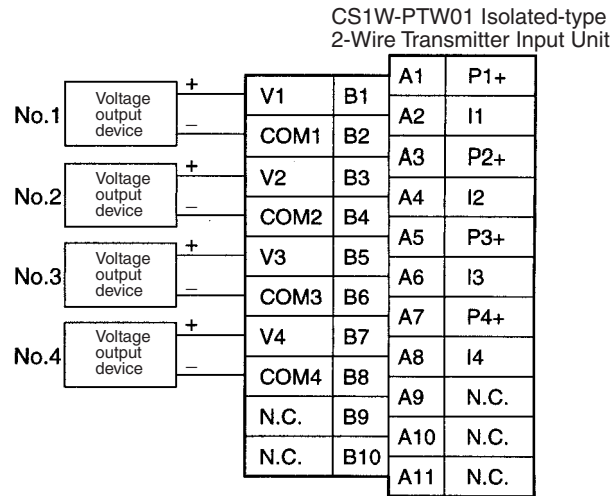 CS1W-PTW01 Isolated-type
2-Wire Transmitter Input Unit
A1 P1+
No.1 Voltage output device + V1 B1
A2 I1
− COM1 B2
A3 P2+
No.2 Voltage output device + V2 B3
A4 I2
− COM2 B4
A5 P3+
No.3 Voltage output device + V3 B5
A6 I3
− COM3 B6
A7 P4+
No.4 Voltage output device + V4 B7
A8 I4
− COM4 B8
A9 N.C.
N.C. B9
A10 N.C.
N.C. B10
A11 N.C.